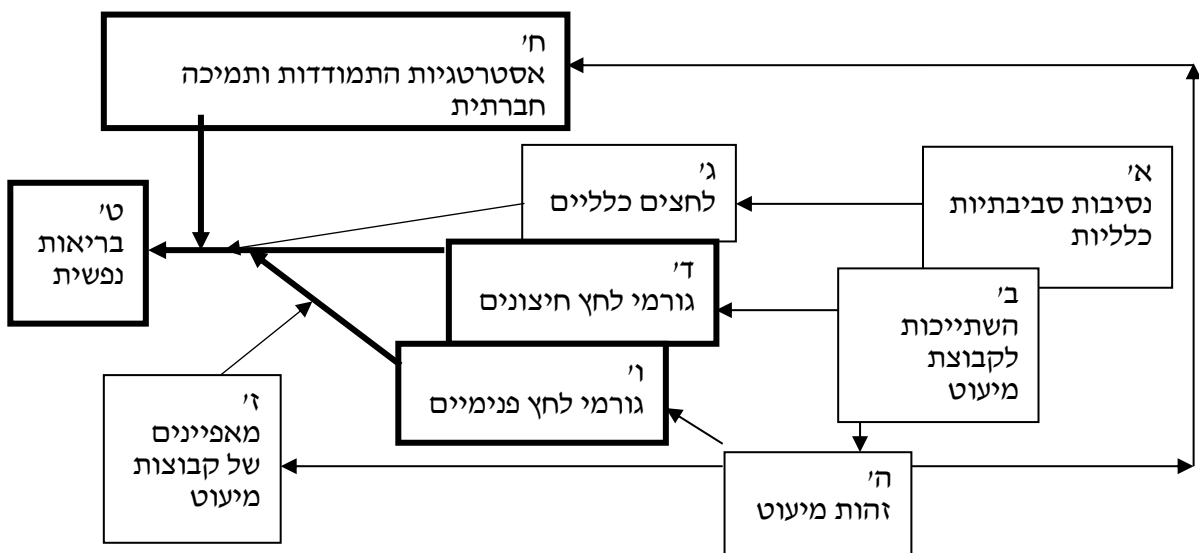 ח'
אסטרטגיות התמודדות ותמיכה
חברתית
ג'
לחצים כלליים
א'
נסיבות סביבתיות
כלליות
ט'
בריאות
נפשית
ד'
גורמי לחץ חיצונים
ב'
השתייכות
לקבוצת
מיעוט
ו'
גורמי לחץ פנימיים
ז'
מאפיינים
של קבוצות
מיעוט
ה'
זהות מיעוט